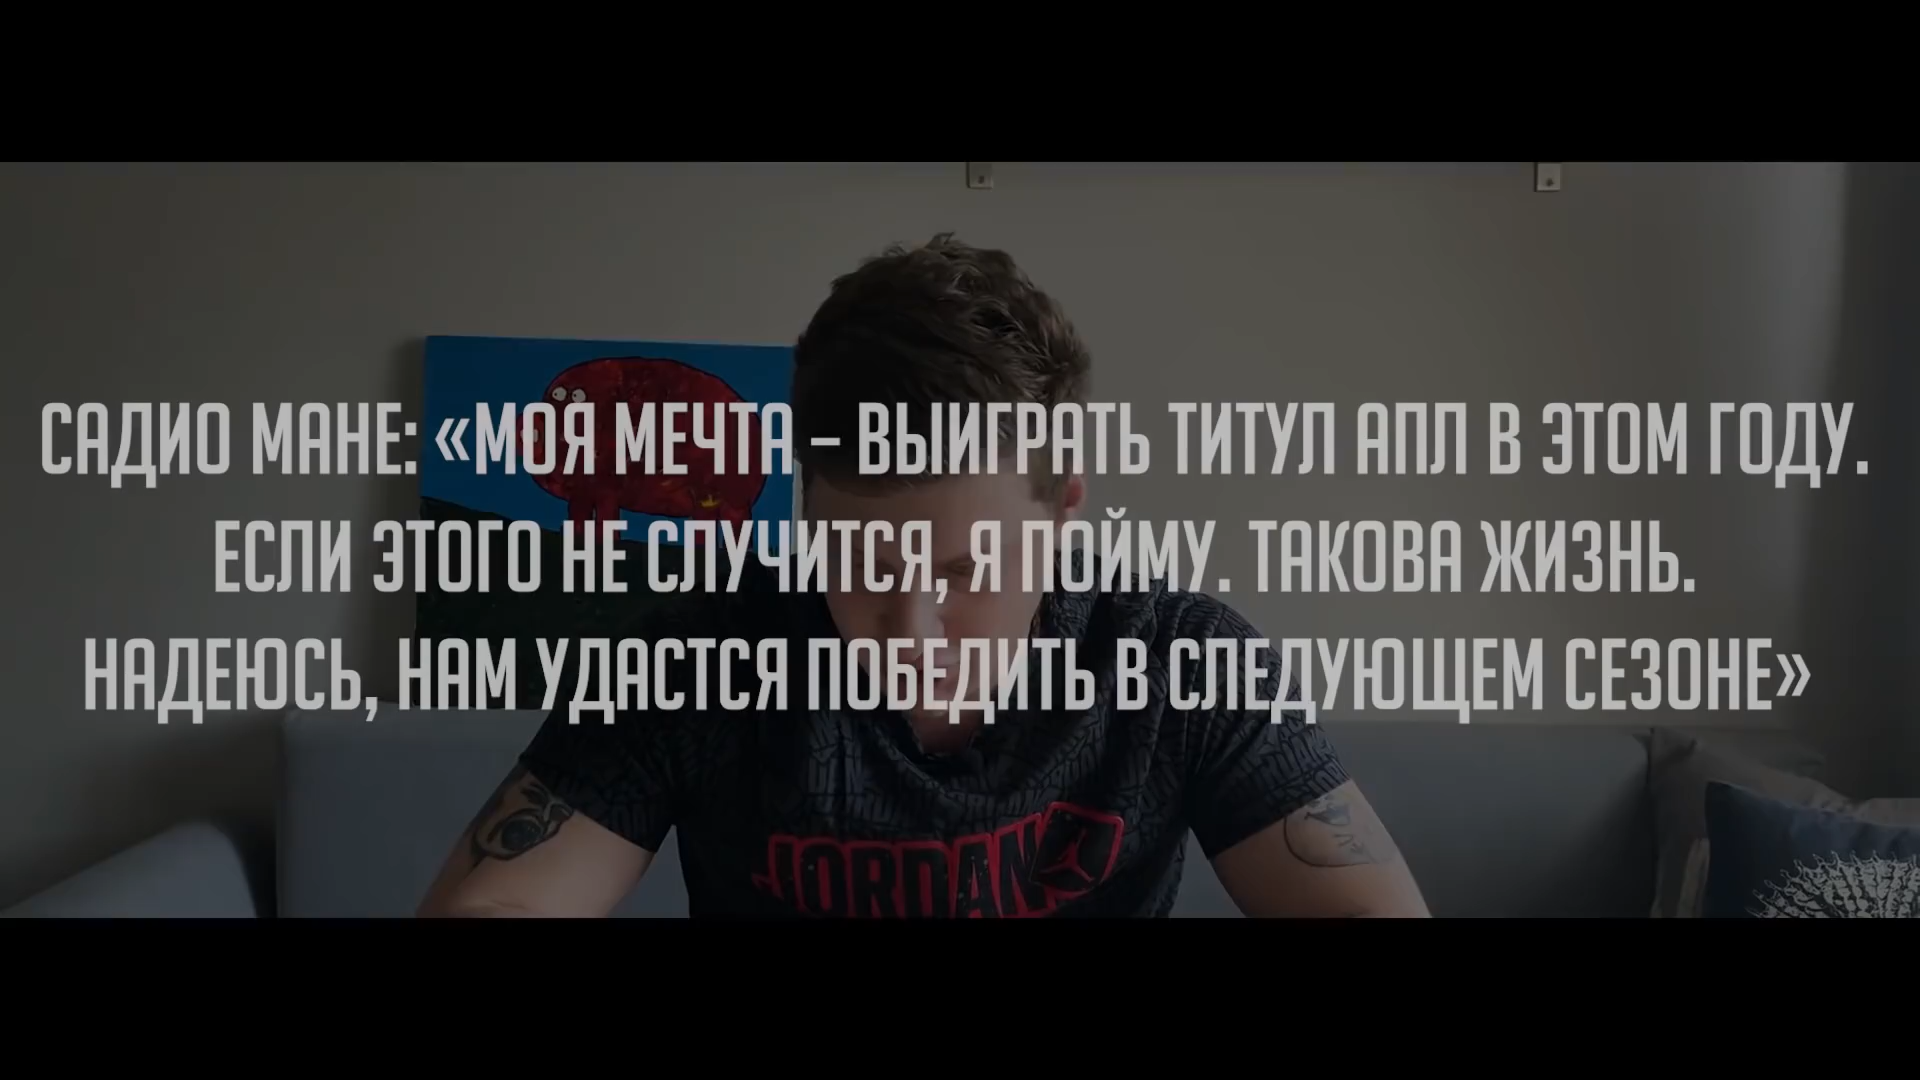 САДИО МАНЕ: «МОЯ МЕЧТА – ВЫИГРАТЬ ТИТУЛ АПЛ В ЭТОМ ГОДУ.
ЕСЛИ ЭТОГО НЕ СЛУЧИТСЯ, Я ПОЙМУ. ТАКОВА ЖИЗНЬ.
НАДЕЮСЬ, НАМ УДАСТСЯ ПОБЕДИТЬ В СЛЕДУЮЩЕМ СЕЗОНЕ»
JORDAN